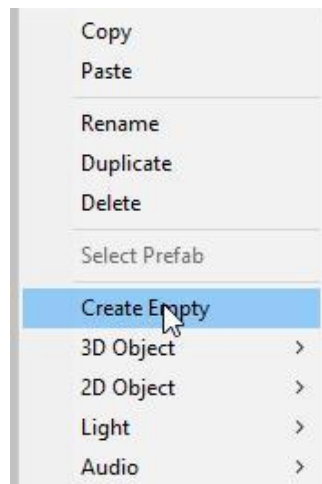 Copy
Paste
Rename
Duplicate
Delete
Select Prefab
Create Empty
3D Object
2D Object
Light
Audio